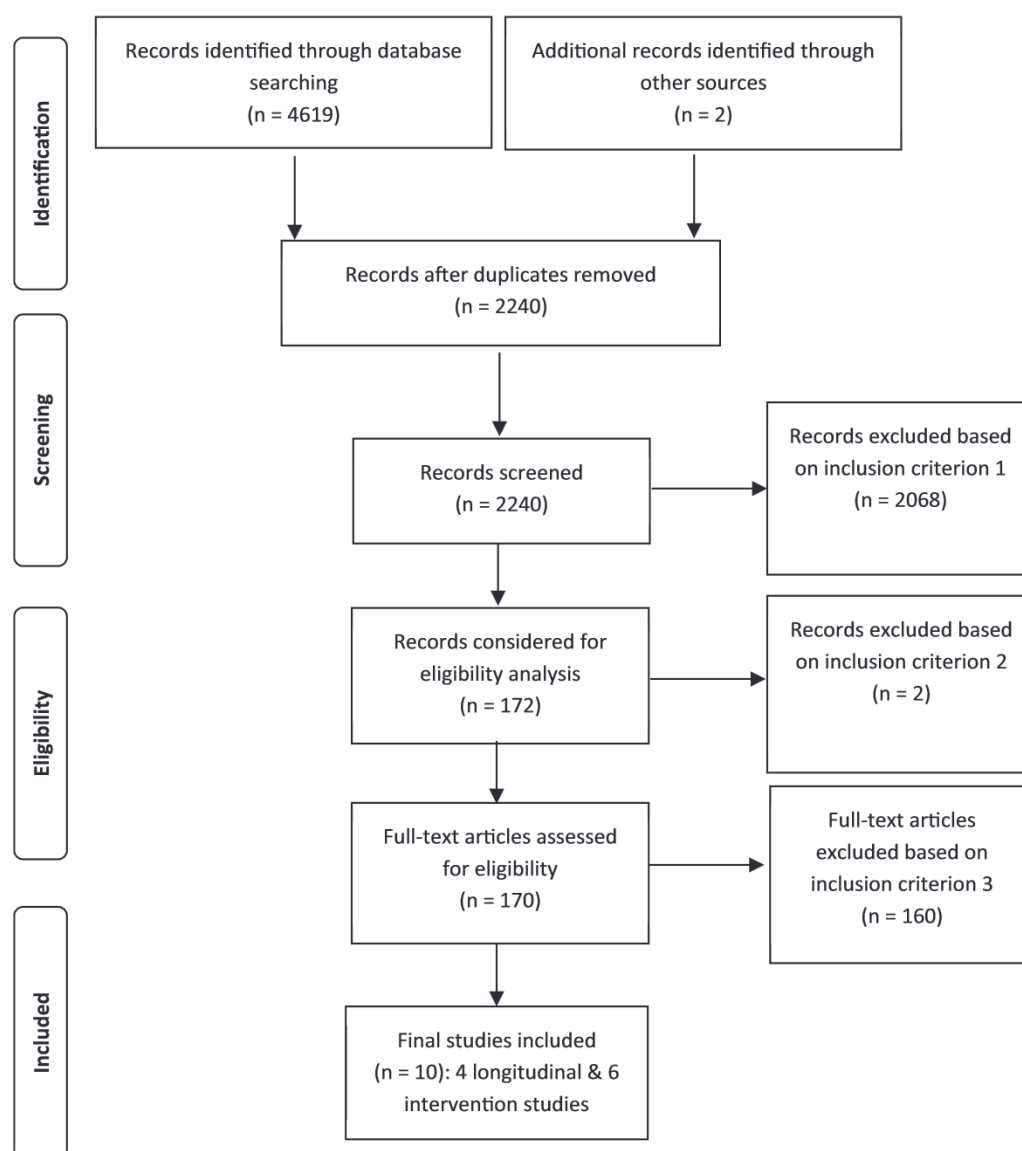 Identification
Records identified through database
searching
(n = 4619)
Additional records identified through
other sources
(n = 2)
Records after duplicates removed
(n = 2240)
Screening
Records screened
(n = 2240)
Records excluded based
on inclusion criterion 1
(n = 2068)
Eligibility
Records considered for
eligibility analysis
(n = 172)
Records excluded based
on inclusion criterion 2
(n = 2)
Full-text articles assessed
for eligibility
(n = 170)
Full-text articles
excluded based on
inclusion criterion 3
(n = 160)
Included
Final studies included
(n = 10): 4 longitudinal & 6
intervention studies